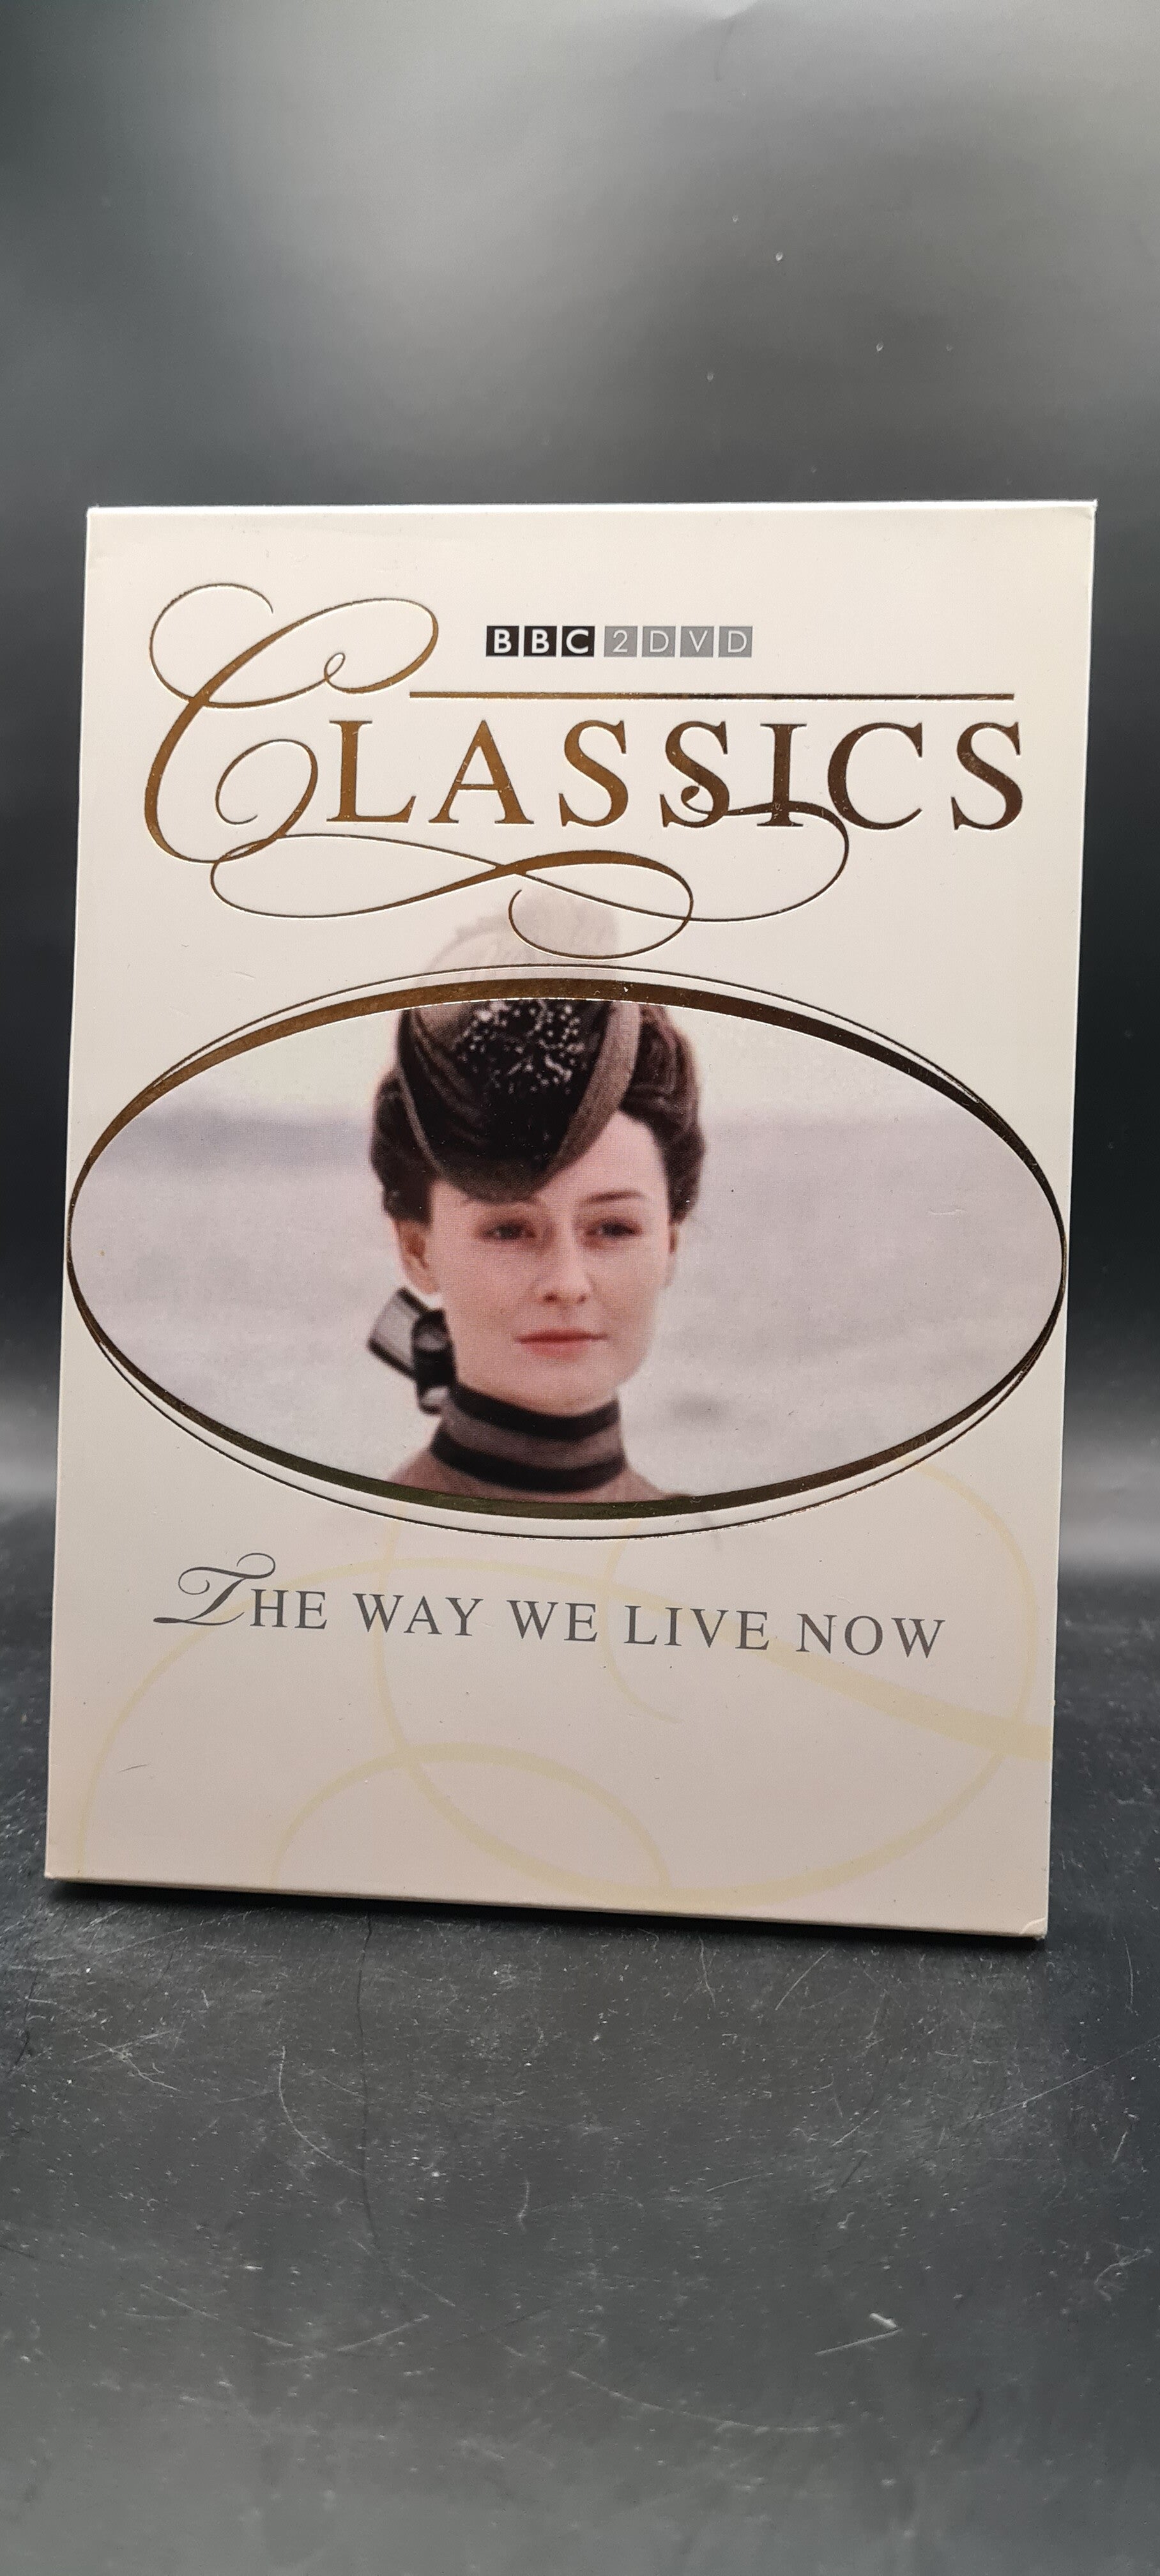 BBC 2DVD
CLASSICS
THE WAY WE LIVE NOW